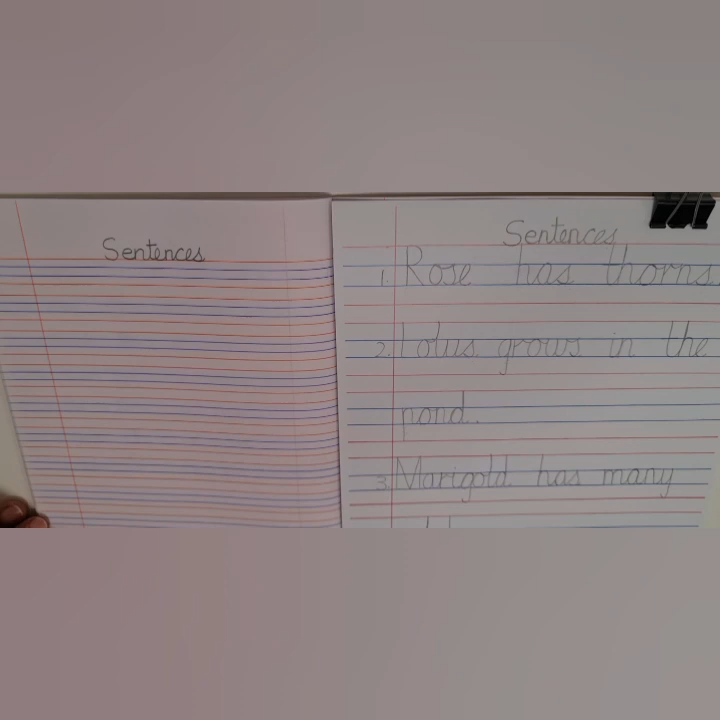 Sentences
Sentences
1. Rose has thorns
2. Lotus grows in the
pond.
3. Marigold has many